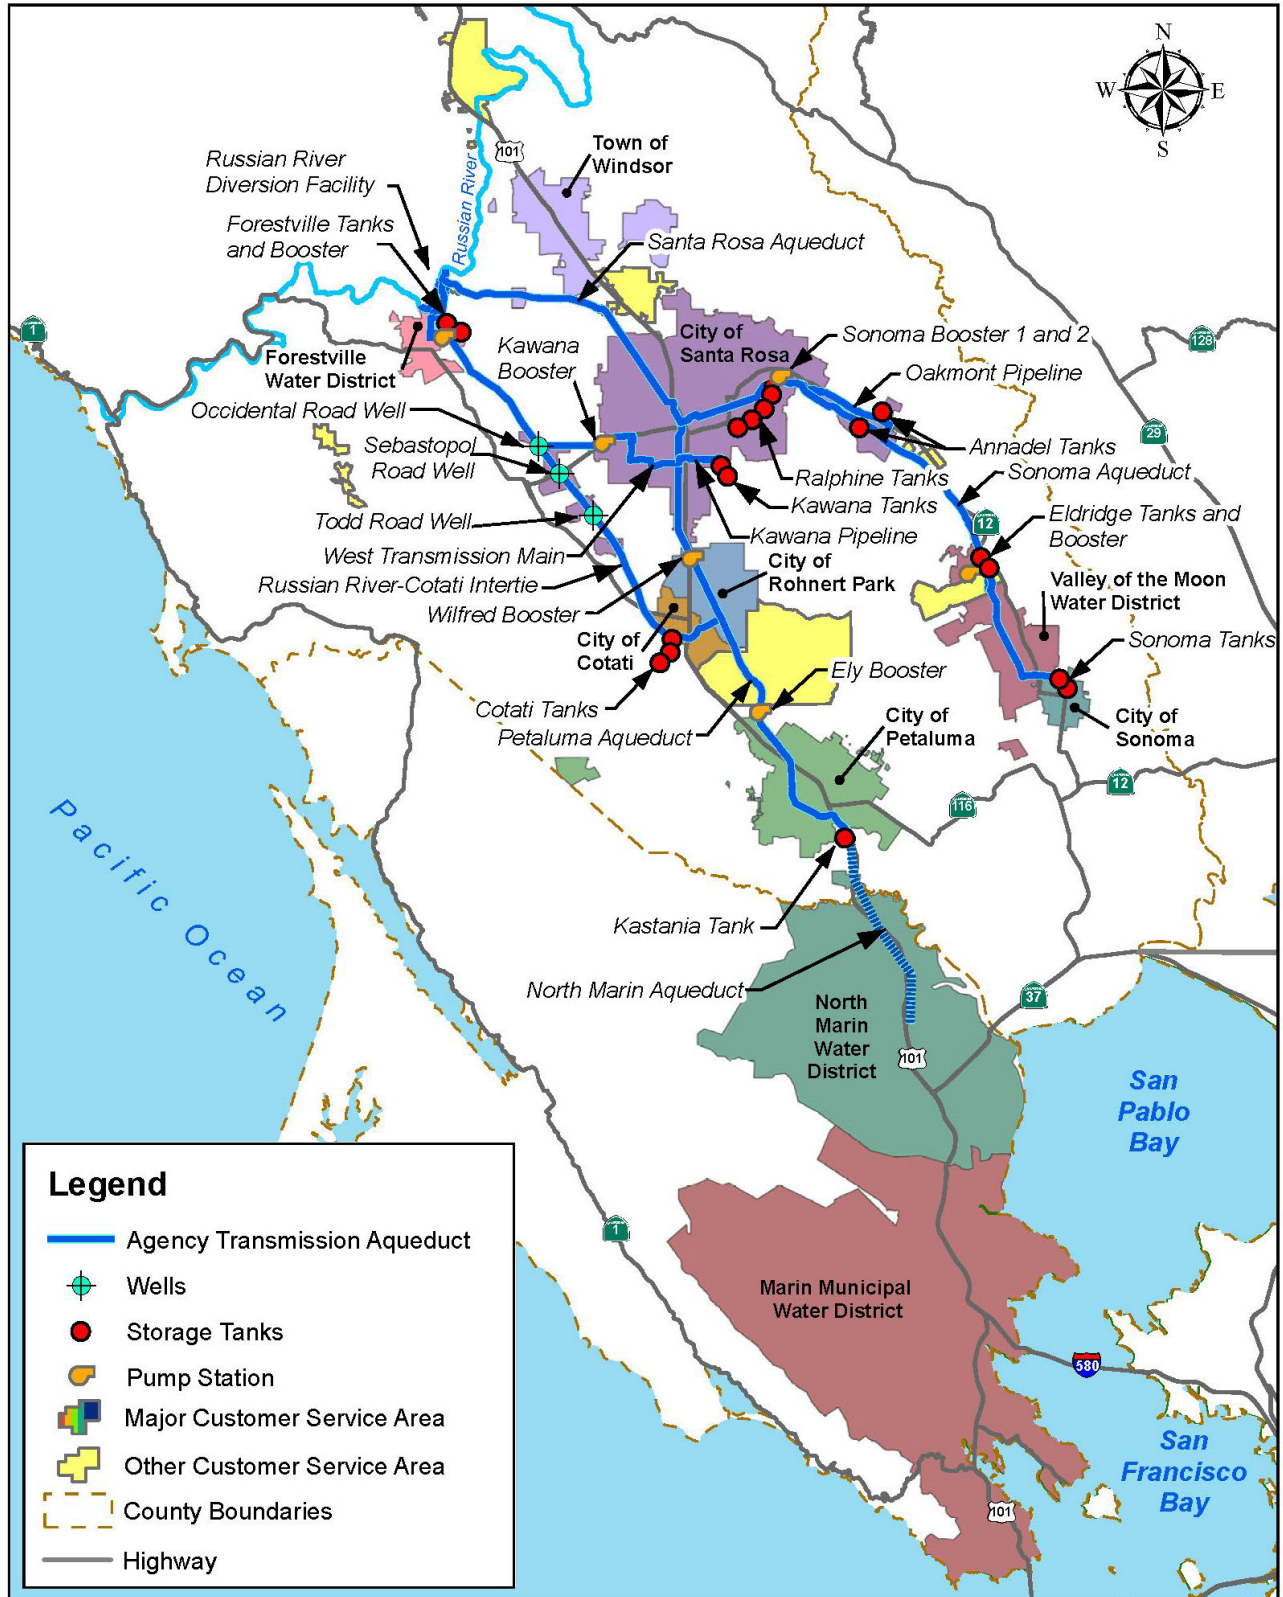 N
W
E
S
101
Town of
Windsor
Russian River
Diversion Facility
Russian River
Forestville Tanks
and Booster
Santa Rosa Aqueduct
1
City of
Santa Rosa
Sonoma Booster 1 and 2
128
Kawana
Booster
Forestville
Water District
Oakmont Pipeline
Occidental Road Well
29
Annadel Tanks
Sebastopol
Road Well
Sonoma Aqueduct
Ralphine Tanks
Kawana Tanks
Todd Road Well
12
Eldridge Tanks and
Booster
Kawana Pipeline
West Transmission Main
City of
Rohnert Park
Russian River-Cotati Intertie
Valley of the Moon
Water District
Wilfred Booster
City of
Cotati
Sonoma Tanks
Ely Booster
Cotati Tanks
City of
Petaluma
City of
Sonoma
Petaluma Aqueduct
12
116
Pacific Ocean
Kastania Tank
North Marin Aqueduct
37
North
Marin
Water
District
101
San
Pablo
Bay
1
Marin Municipal
Water District
580
San
Francisco
Bay
101
Legend
Agency Transmission Aqueduct
Wells
Storage Tanks
Pump Station
Major Customer Service Area
Other Customer Service Area
County Boundaries
Highway